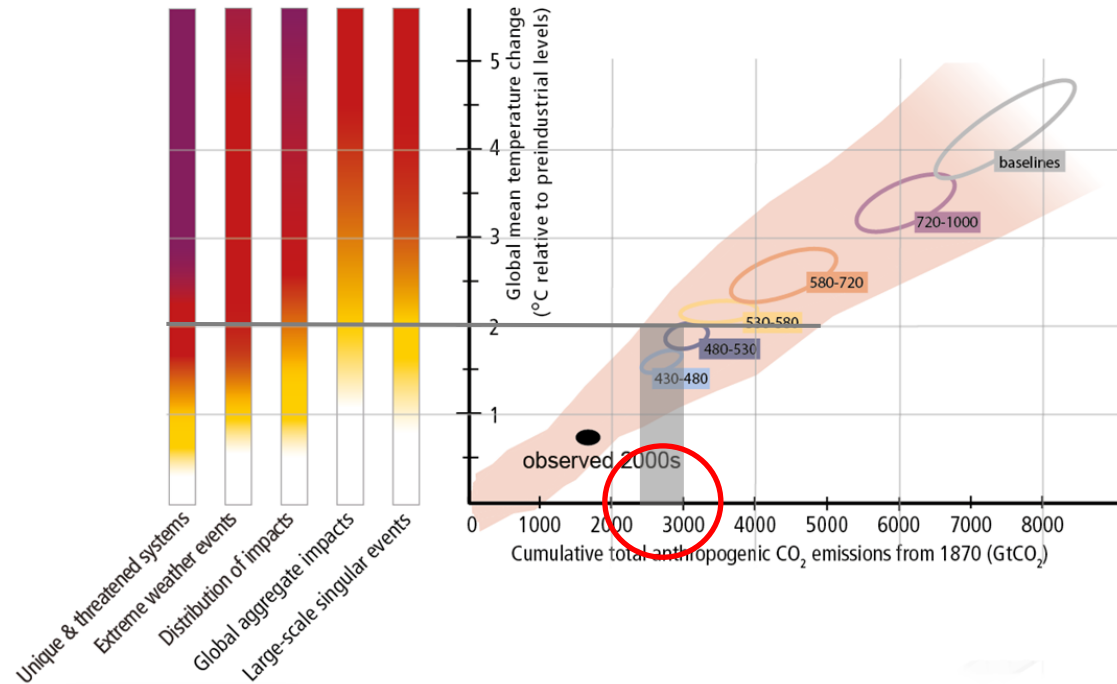 Global mean temperature change
(°C relative to preindustrial levels)
5
4
3
2
1
baselines
720-1000
580-720
530-580
480-530
430-480
observed 2000s
0 1000 2000 3000 4000 5000 6000 7000 8000
Cumulative total anthropogenic CO₂ emissions from 1870 (GtCO₂)
Unique & threatened systems
Extreme weather events
Distribution of impacts
Global aggregate impacts
Large-scale singular events